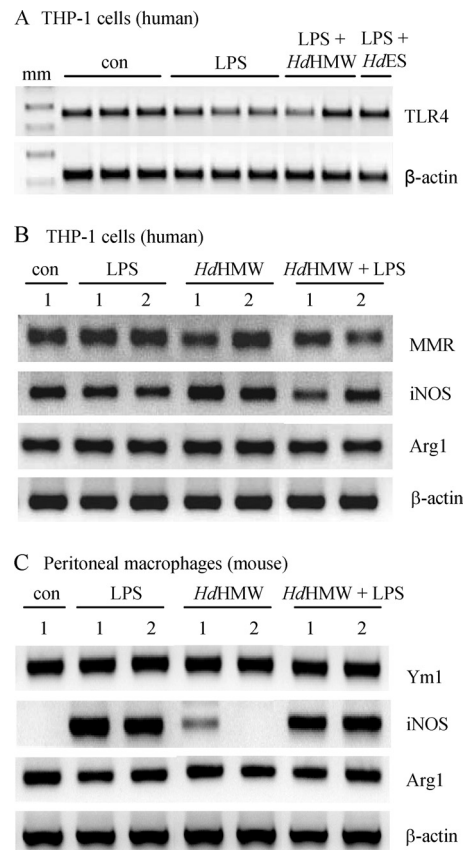 A THP-1 cells (human)
mm con LPS LPS + HdHMW LPS + HdES
TLR4
β-actin
B THP-1 cells (human)
con LPS HdHMW HdHMW + LPS
1 1 2 1 2 1 2
MMR
iNOS
Arg1
β-actin
C Peritoneal macrophages (mouse)
con LPS HdHMW HdHMW + LPS
1 1 2 1 2 1 2
Ym1
iNOS
Arg1
β-actin